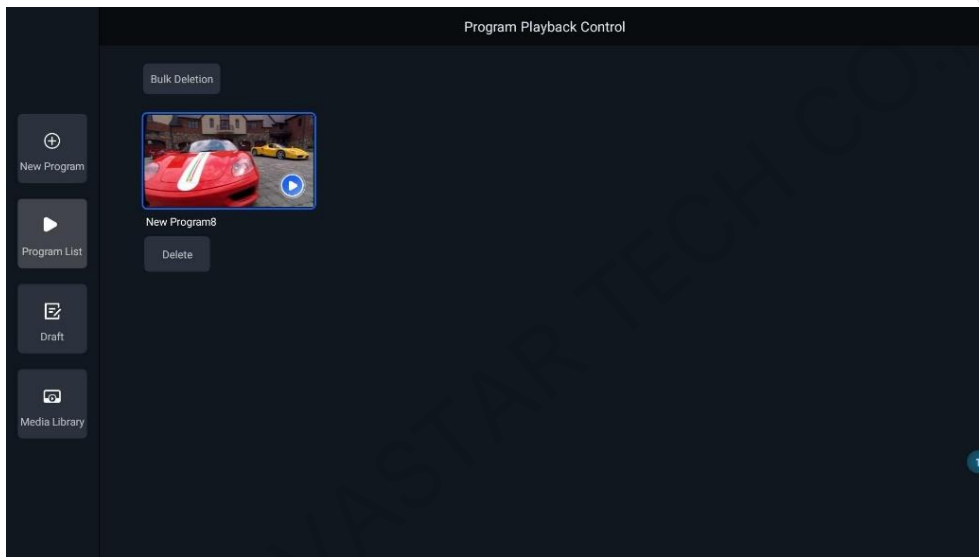 Program Playback Control
Bulk Deletion
New Program
New Program8
Program List
Delete
Draft
Media Library